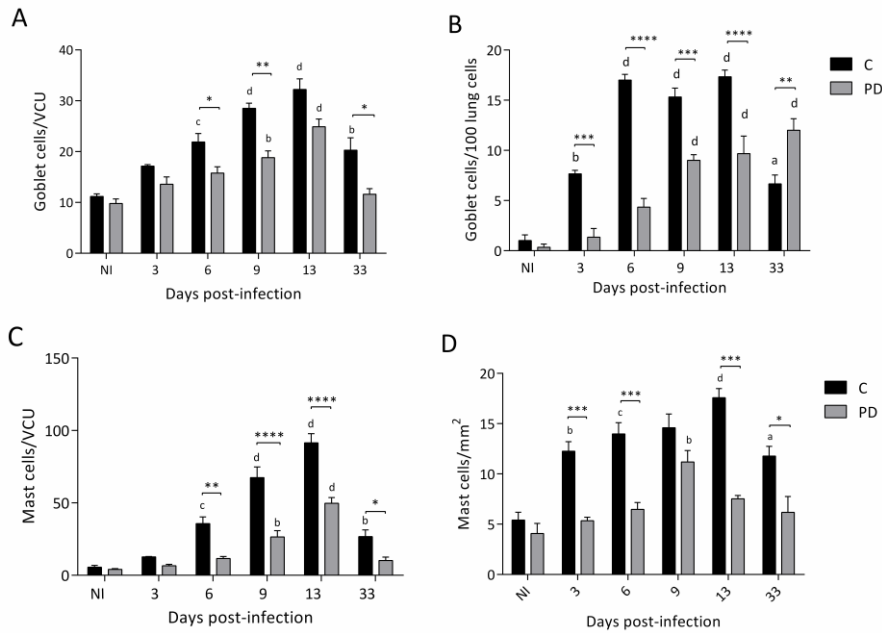 A
Goblet cells/VCU
40
30
20
10
0
c
*
d
**
b
d
d
b
*
NI 3 6 9 13 33
Days post-infection
B
Goblet cells/100 lung cells
20
15
10
5
0
b
***
d
****
d
***
d
d
****
d
a
**
d
NI 3 6 9 13 33
Days post-infection
C
PD
C
Mast cells/VCU
150
100
50
0
c
**
d
****
b
d
****
d
b
*
NI 3 6 9 13 33
Days post-infection
D
Mast cells/mm2
20
15
10
5
0
b
***
c
***
b
d
***
a
*
NI 3 6 9 13 33
Days post-infection
C
PD